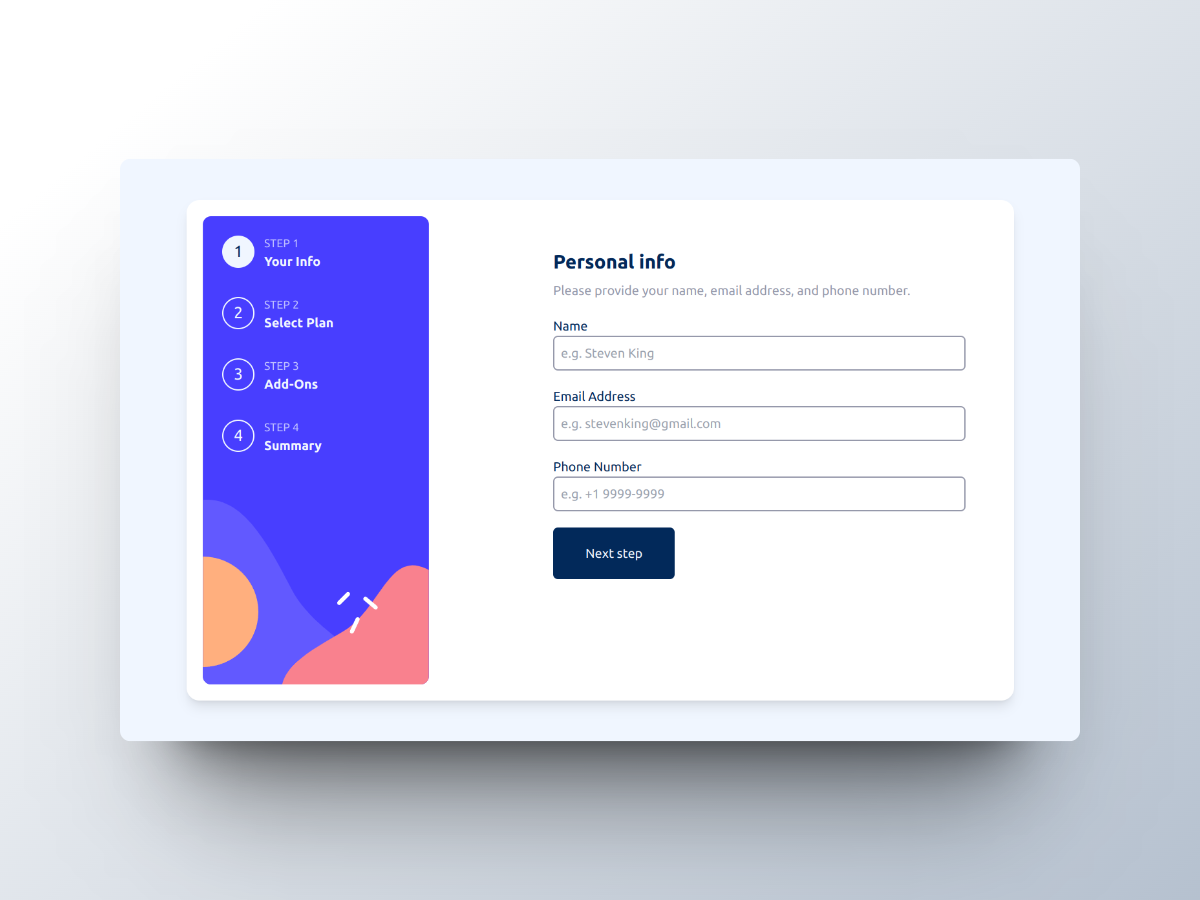 1
STEP 1
Your Info
2
STEP 2
Select Plan
3
STEP 3
Add-Ons
4
STEP 4
Summary
Personal info
Please provide your name, email address, and phone number.
Name
e.g. Steven King
Email Address
e.g. stevenking@gmail.com
Phone Number
e.g. +1 9999-9999
Next step